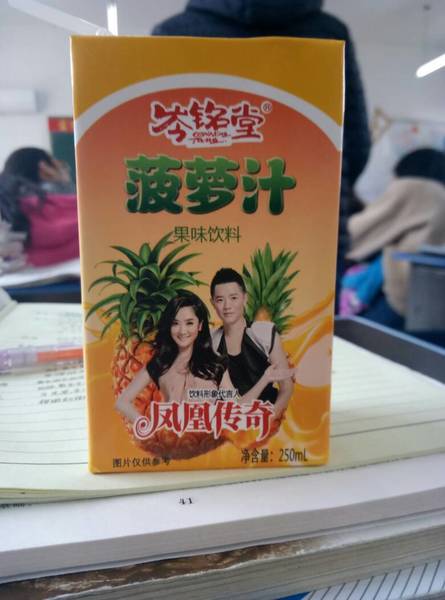 岑铭堂®
菠萝汁
果味饮料
饮料形象代言人
凤凰传奇
图片仅供参考
净含量：250mL
41